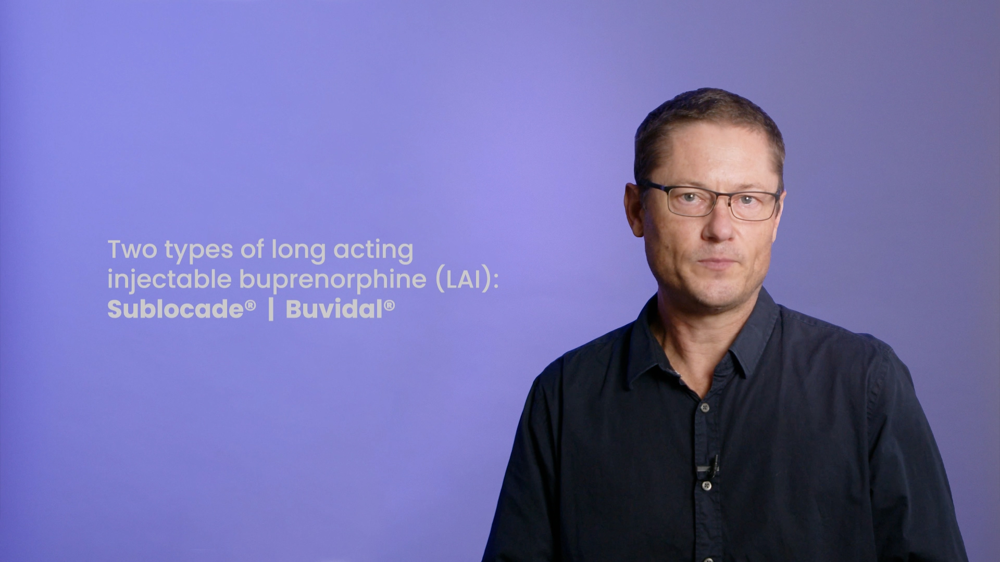 Two types of long acting
injectable buprenorphine (LAI):
Sublocade® | Buvidal®